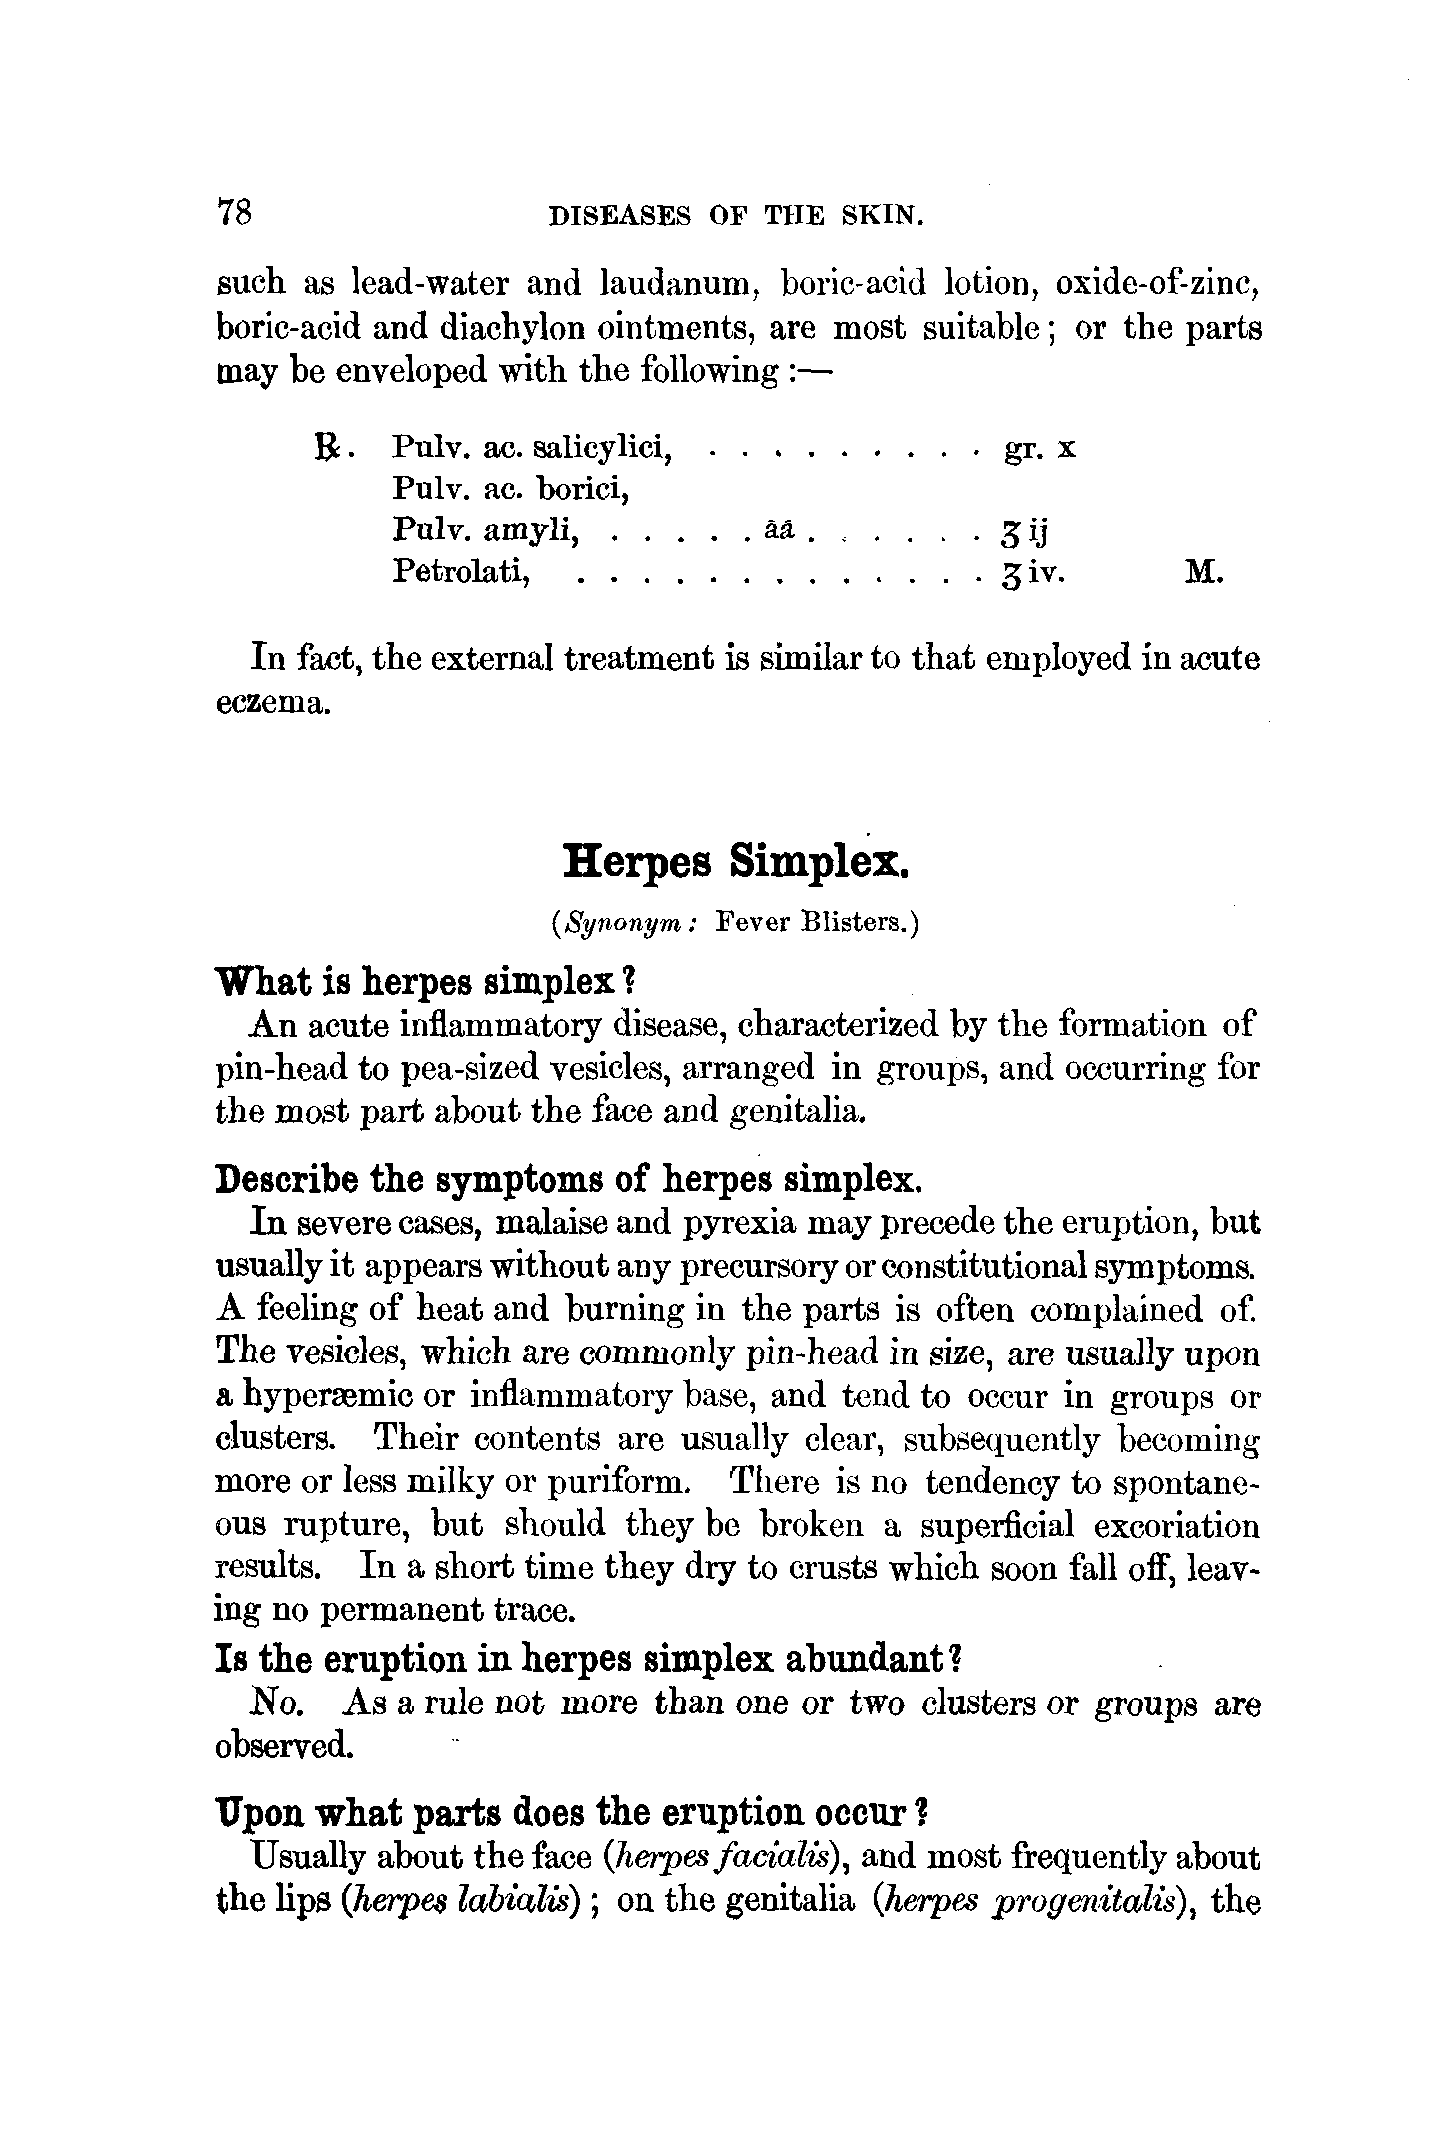 78 DISEASES OF THE SKIN.
such as lead-water and laudanum, boric-acid lotion, oxide-of-zinc,
boric-acid and diachylon ointments, are most suitable; or the parts
may be enveloped with the following :—
℞. Pulv. ac. salicylici, . . . . . . . . . gr. x
Pulv. ac. borici,
Pulv. amyli, . . . . . āā . . . . . . ʒij
Petrolati, . . . . . . . . . . . . . ʒiv. M.
In fact, the external treatment is similar to that employed in acute
eczema.
Herpes Simplex.
(Synonym: Fever Blisters.)
What is herpes simplex?
An acute inflammatory disease, characterized by the formation of
pin-head to pea-sized vesicles, arranged in groups, and occurring for
the most part about the face and genitalia.
Describe the symptoms of herpes simplex.
In severe cases, malaise and pyrexia may precede the eruption, but
usually it appears without any precursory or constitutional symptoms.
A feeling of heat and burning in the parts is often complained of.
The vesicles, which are commonly pin-head in size, are usually upon
a hyperæmic or inflammatory base, and tend to occur in groups or
clusters. Their contents are usually clear, subsequently becoming
more or less milky or puriform. There is no tendency to spontane-
ous rupture, but should they be broken a superficial excoriation
results. In a short time they dry to crusts which soon fall off, leav-
ing no permanent trace.
Is the eruption in herpes simplex abundant?
No. As a rule not more than one or two clusters or groups are
observed.
Upon what parts does the eruption occur?
Usually about the face (herpes facialis), and most frequently about
the lips (herpes labialis); on the genitalia (herpes progenitalis), the